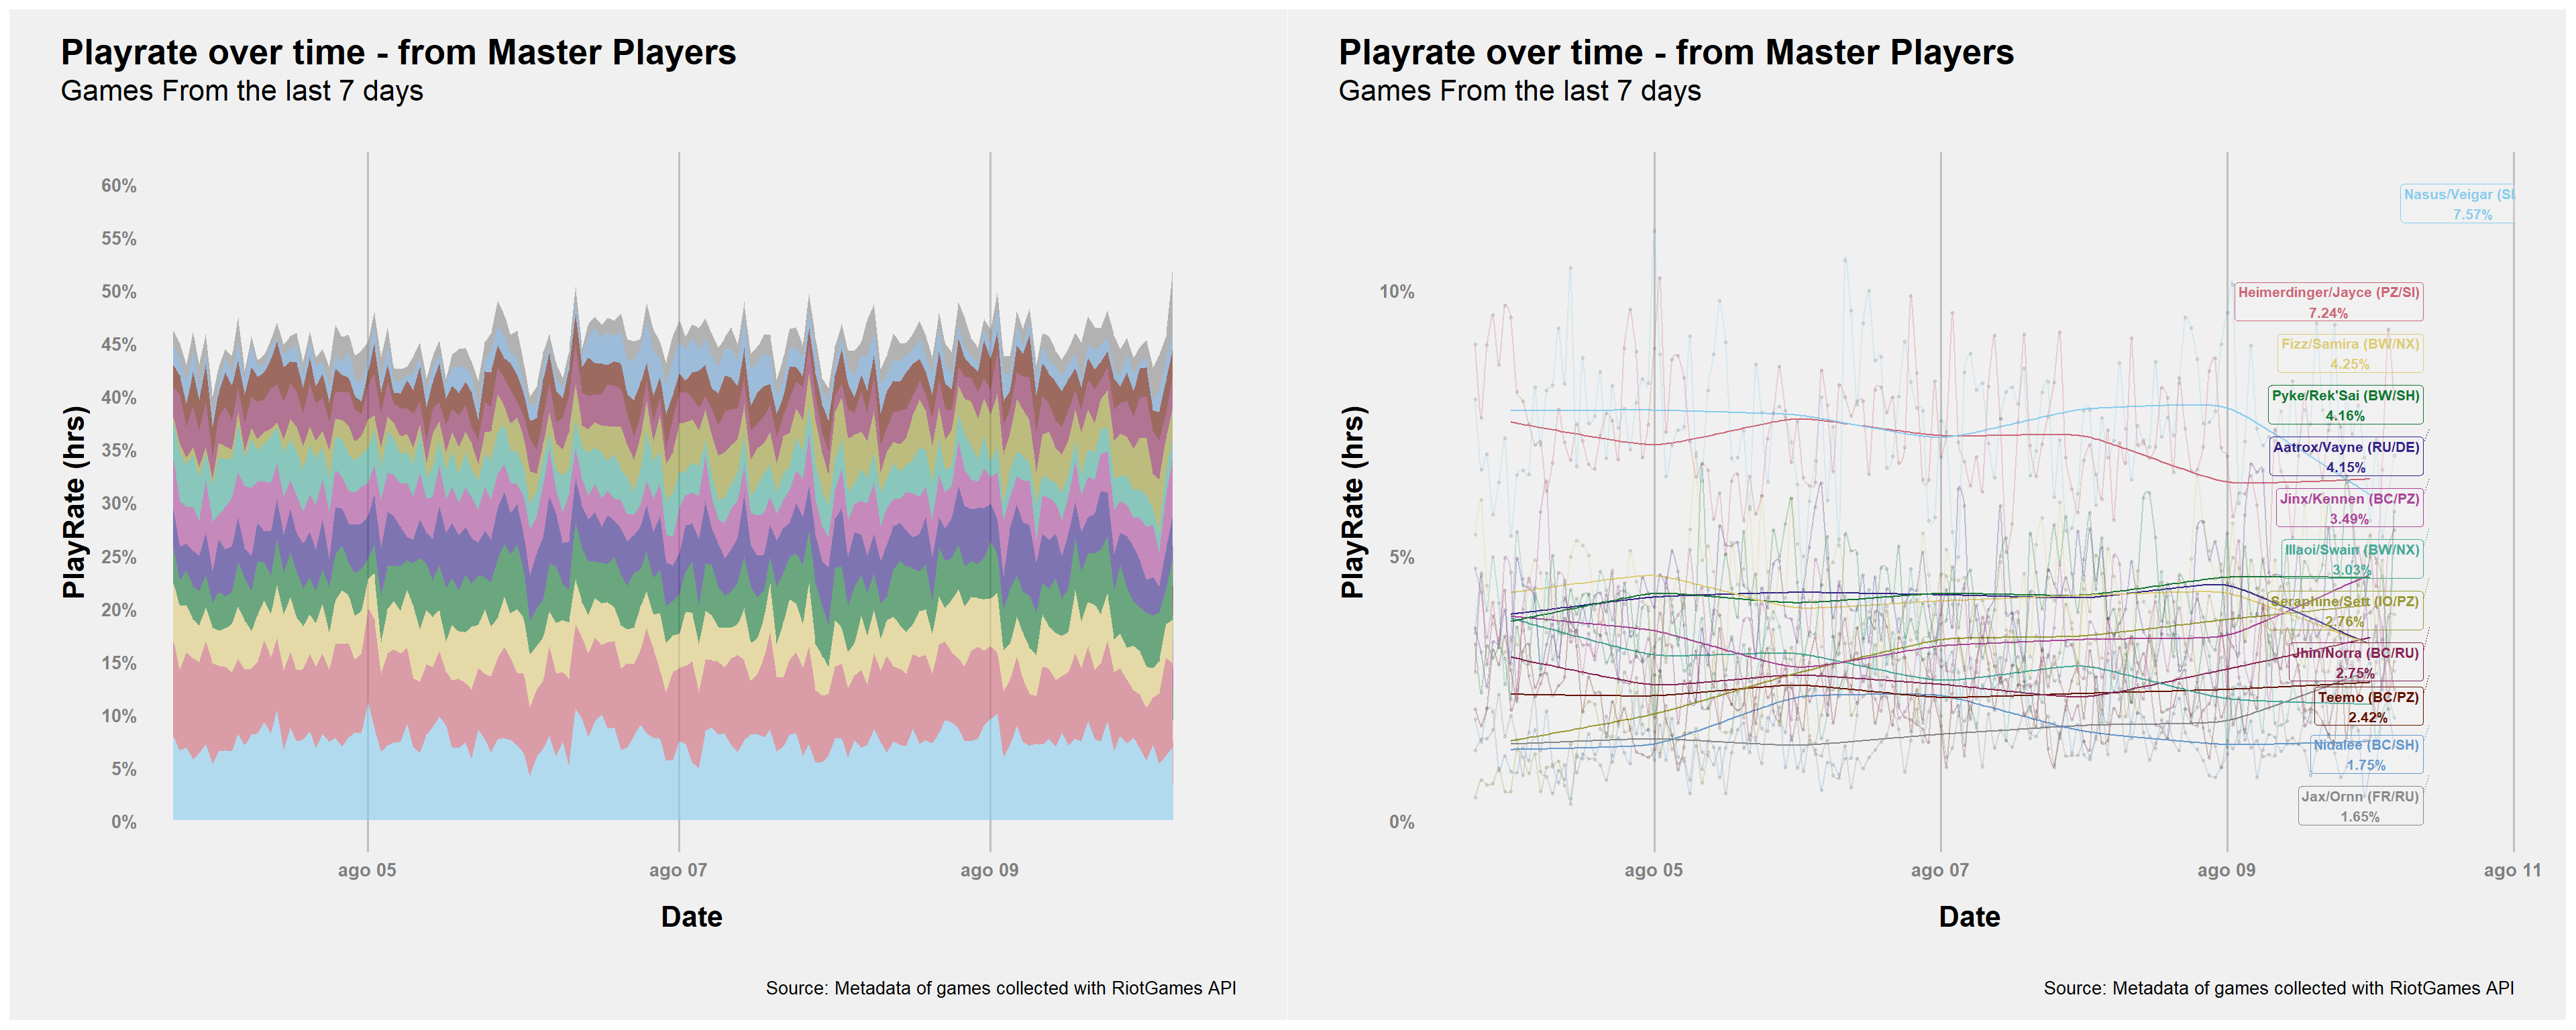 Playrate over time - from Master Players
Games From the last 7 days
60%
55%
50%
45%
40%
35%
30%
25%
20%
15%
10%
5%
0%
PlayRate (hrs)
ago 05
ago 07
ago 09
Date
Source: Metadata of games collected with RiotGames API
Playrate over time - from Master Players
Games From the last 7 days
10%
5%
0%
PlayRate (hrs)
Nasus/Veigar (SI
7.57%
Heimerdinger/Jayce (PZ/SI)
7.24%
Fizz/Samira (BW/NX)
4.25%
Pyke/Rek'Sai (BW/SH)
4.16%
Aatrox/Vayne (RU/DE)
4.15%
Jinx/Kennen (BC/PZ)
3.49%
Illaoi/Swain (BW/NX)
3.03%
Seraphine/Sett (IO/PZ)
2.76%
Jhin/Norra (BC/RU)
2.75%
Teemo (BC/PZ)
2.42%
Nidalee (BC/SH)
1.75%
Jax/Ornn (FR/RU)
1.65%
ago 05
ago 07
ago 09
ago 11
Date
Source: Metadata of games collected with RiotGames API